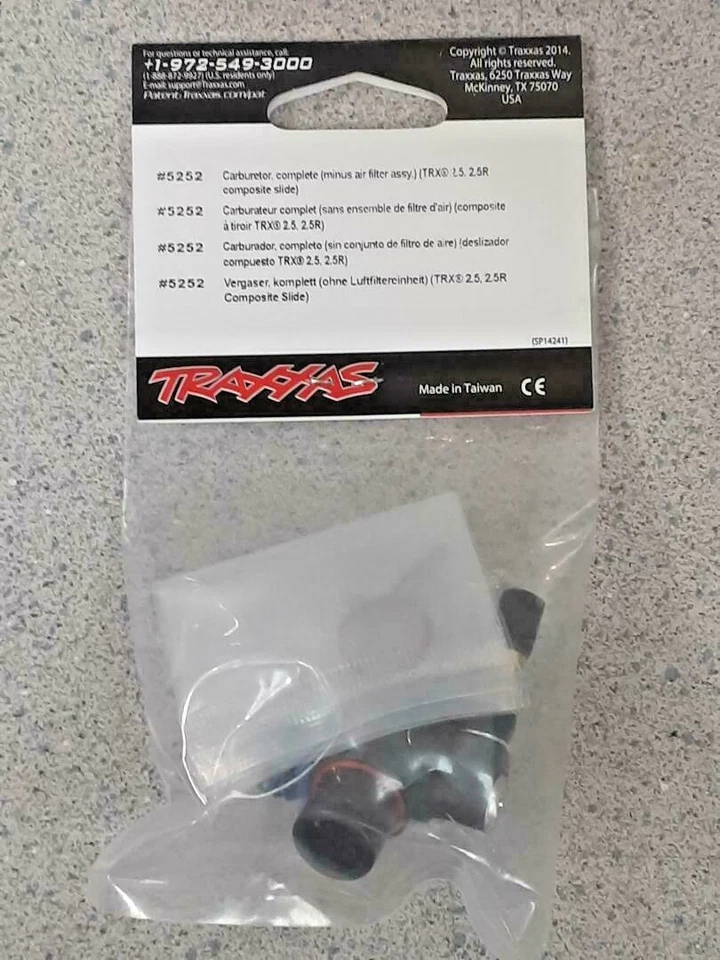 For questions or technical assistance, call:
+1-972-549-3000
(1-888-872-9927) (U.S. residents only)
E-mail: support@Traxxas.com
Patent: Traxxas.com/pat
Copyright © Traxxas 2014.
All rights reserved.
Traxxas, 6250 Traxxas Way
McKinney, TX 75070
USA
#5252 Carburetor, complete (minus air filter assy.) (TRX® 2.5, 2.5R
composite slide)
#5252 Carburateur complet (sans ensemble de filtre d'air) (composite
à tiroir TRX® 2.5, 2.5R)
#5252 Carburador, completo (sin conjunto de filtro de aire) (deslizador
compuesto TRX® 2.5, 2.5R)
#5252 Vergaser, komplett (ohne Luftfiltereinheit) (TRX® 2.5, 2.5R
Composite Slide)
(SP14241)
TRAXXAS
Made in Taiwan CE